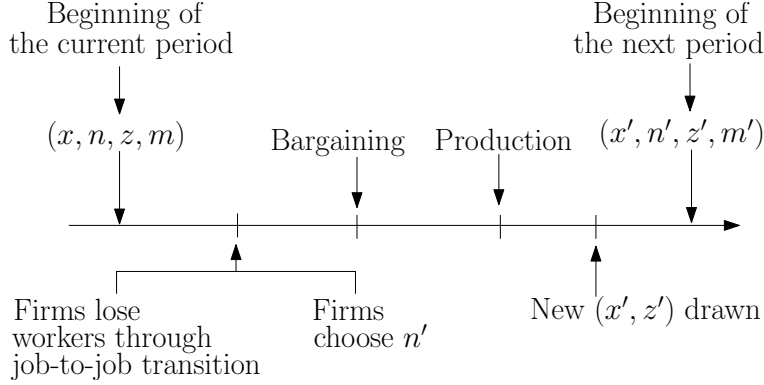 Beginning of
the current period
Beginning of
the next period
(x, n, z, m)
Bargaining
Production
(x′, n′, z′, m′)
Firms lose
workers through
job-to-job transition
Firms
choose n′
New (x′, z′) drawn